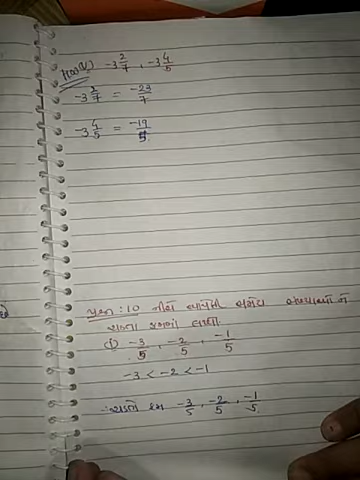 -3 2/7 , -3 4/5
-3 2/7 = -23/7
-3 4/5 = -19/5
પ્રશ્ન : 10 નીચે આપેલી સંમેય સંખ્યાઓ ને
ચડતા ક્રમમાં લખો
(1) -3/5 , -2/5 , -1/5
-3 < -2 < -1
∴ ચડતો ક્રમ -3/5 , -2/5 , -1/5